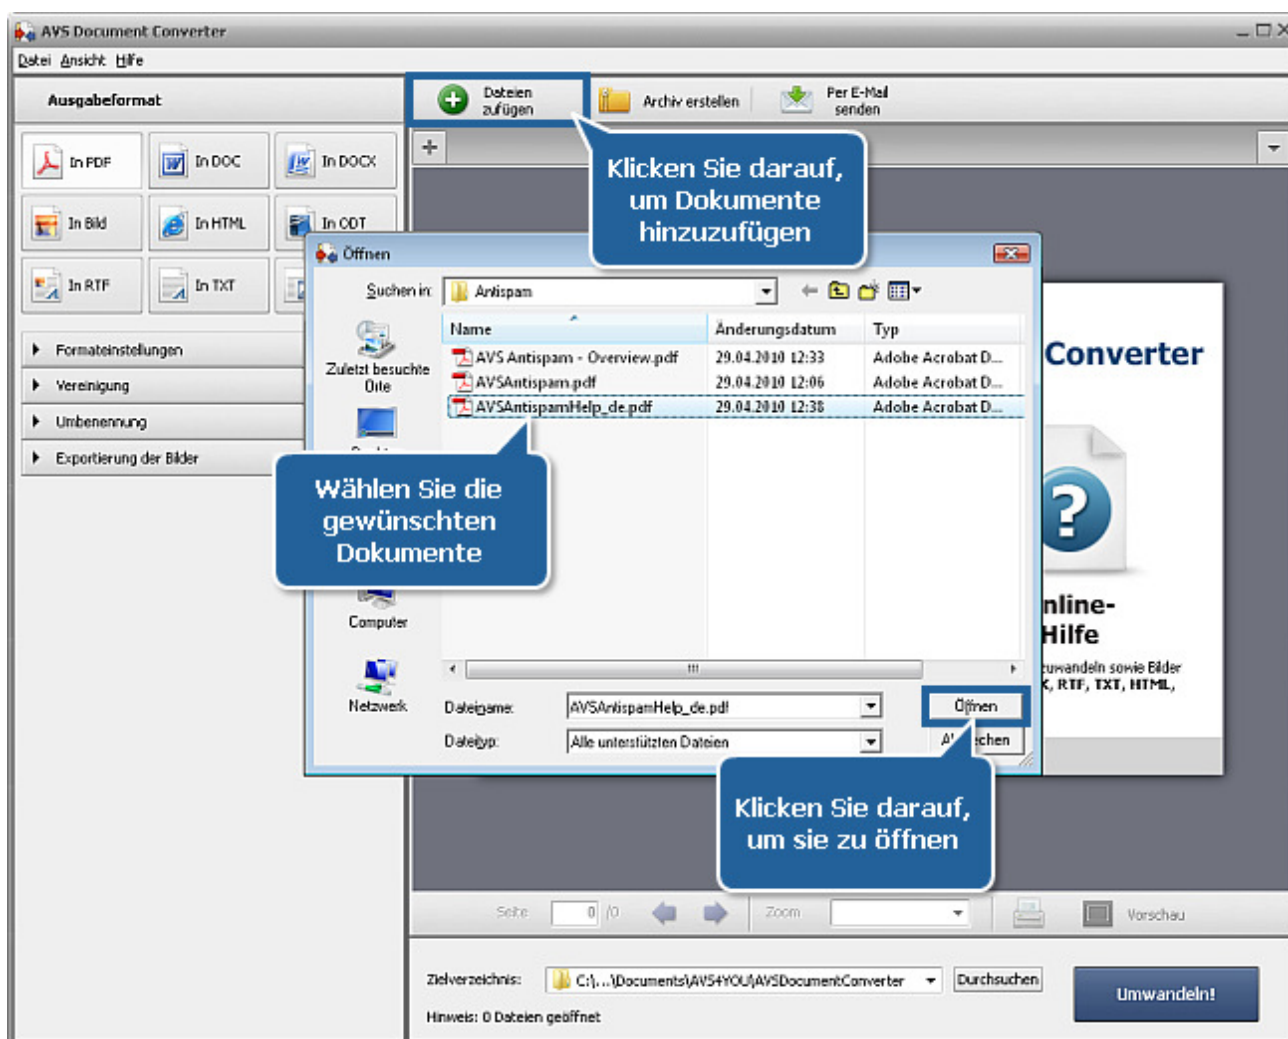 AVS Document Converter
Datei Ansicht Hilfe
Ausgabeformat
Dateien
zufügen
Archiv erstellen
Per E-Mail
senden
In PDF
In DOC
In DOCX
In Bild
In HTML
In ODT
In RTF
In TXT
Klicken Sie darauf,
um Dokumente
hinzuzufügen
Formateinstellungen
Vereinigung
Umbenennung
Exportierung der Bilder
Öffnen
Suchen in:
Antispam
Name
Änderungsdatum
Typ
AVS Antispam - Overview.pdf 29.04.2010 12:33 Adobe Acrobat D...
AVSAntispam.pdf 29.04.2010 12:06 Adobe Acrobat D...
AVSAntispamHelp_de.pdf 29.04.2010 12:38 Adobe Acrobat D...
Zuletzt besuchte
Orte
Wählen Sie die
gewünschten
Dokumente
Computer
Netzwerk
Dateiname:
AVSAntispamHelp_de.pdf
Öffnen
Dateityp:
Alle unterstützten Dateien
Klicken Sie darauf,
um sie zu öffnen
Converter
nline-
Hilfe
zuwandeln sowie Bilder
X, RTF, TXT, HTML,
Seite
0 /0
Zoom
Vorschau
Zielverzeichnis:
C:\...\Documents\AVS4YOU\AVSDocumentConverter
Durchsuchen
Umwandeln!
Hinweis: 0 Dateien geöffnet